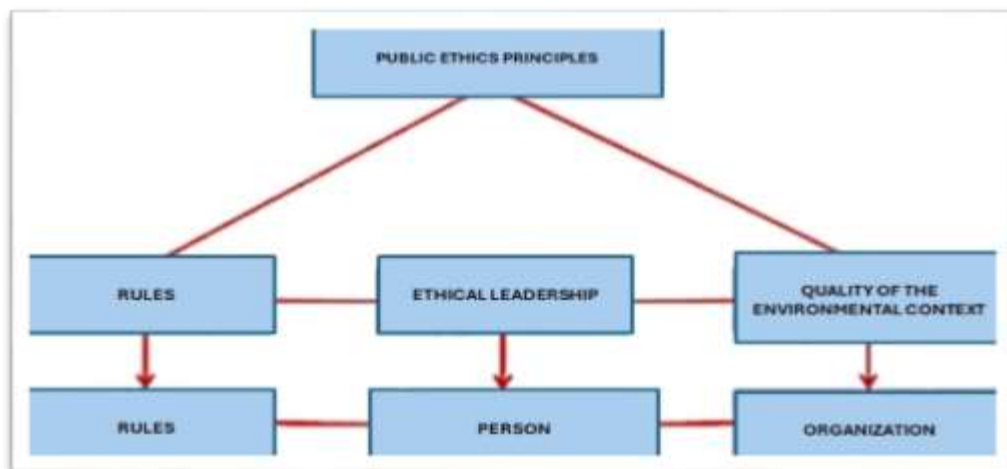 PUBLIC ETHICS PRINCIPLES
RULES
ETHICAL LEADERSHIP
QUALITY OF THE
ENVIRONMENTAL CONTEXT
RULES
PERSON
ORGANIZATION